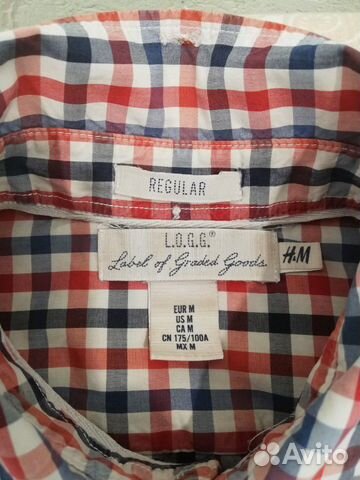 REGULAR
L.O.G.G.®
Label of Graded Goods
H&M
EUR M
US M
CA M
CN 175/100A
MX M
Avito